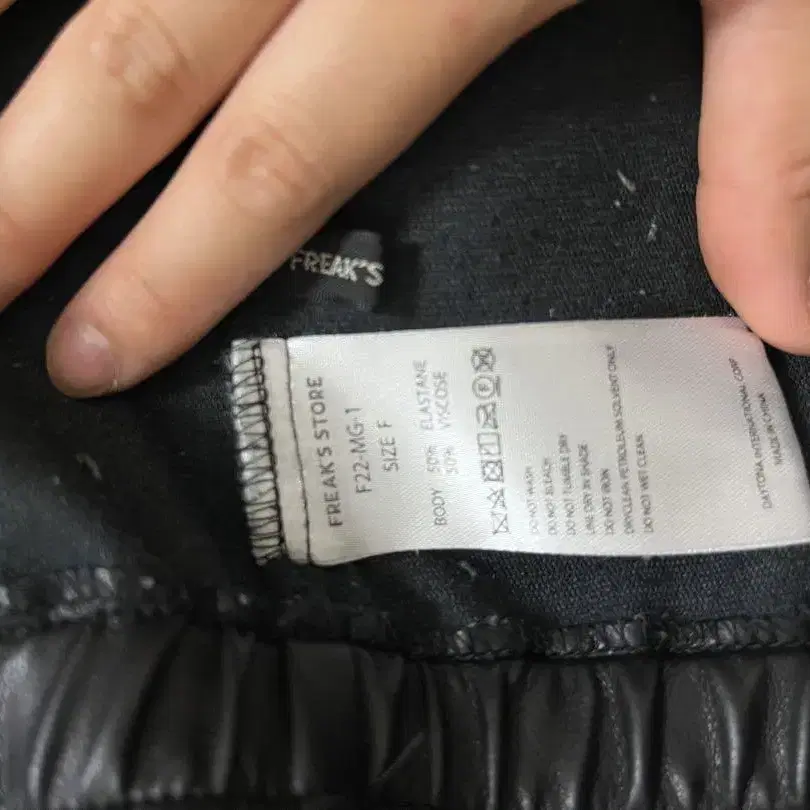 FREAK'S
FREAK'S STORE
F22-MG-1
SIZE F
BODY 50% ELASTANE
50% VISCOSE
DO NOT WASH
DO NOT BLEACH
DO NOT TUMBLE DRY
LINE DRY IN SHADE
DO NOT IRON
DRYCLEAN PETROLEUM SOLVENT ONLY
DO NOT WET CLEAN
DAYTONA INTERNATIONAL CORP
MADE IN CHINA